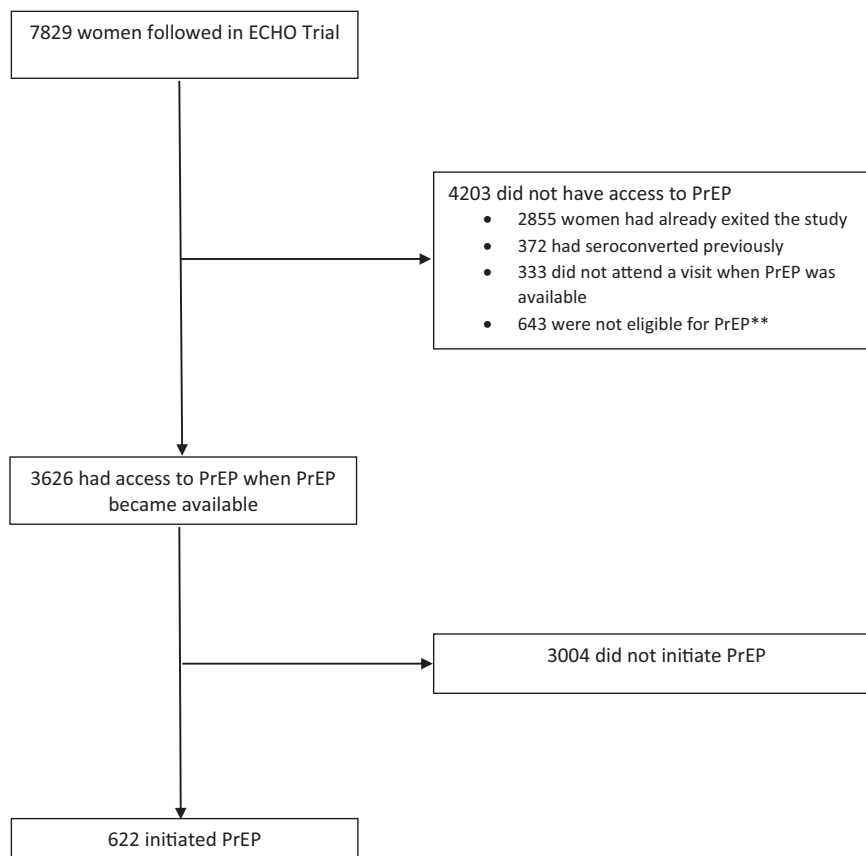 7829 women followed in ECHO Trial
4203 did not have access to PrEP
• 2855 women had already exited the study
• 372 had seroconverted previously
• 333 did not attend a visit when PrEP was
available
• 643 were not eligible for PrEP**
3626 had access to PrEP when PrEP
became available
3004 did not initiate PrEP
622 initiated PrEP